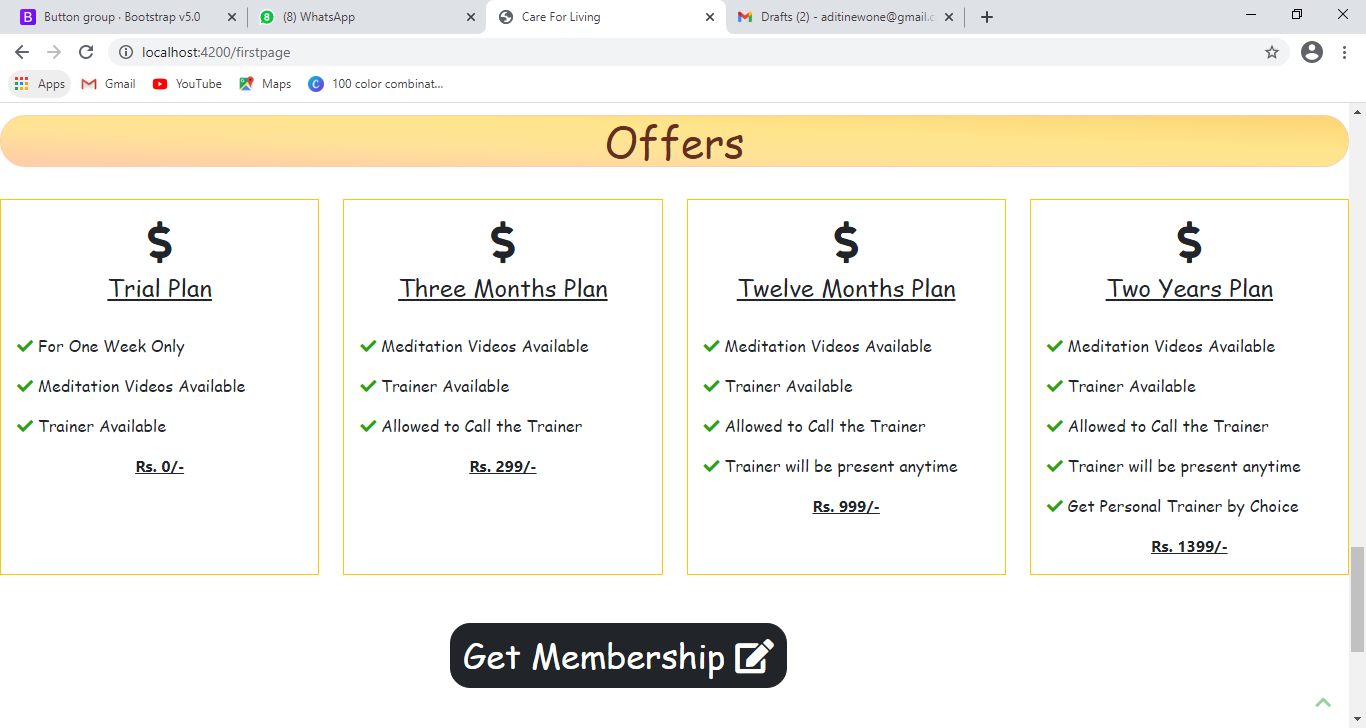 Button group · Bootstrap v5.0
(8) WhatsApp
Care For Living
Drafts (2) - aditinewone@gmail.c
localhost:4200/firstpage
Apps
Gmail
YouTube
Maps
100 color combinat...
Offers
Trial Plan
For One Week Only
Meditation Videos Available
Trainer Available
Rs. 0/-
Three Months Plan
Meditation Videos Available
Trainer Available
Allowed to Call the Trainer
Rs. 299/-
Twelve Months Plan
Meditation Videos Available
Trainer Available
Allowed to Call the Trainer
Trainer will be present anytime
Rs. 999/-
Two Years Plan
Meditation Videos Available
Trainer Available
Allowed to Call the Trainer
Trainer will be present anytime
Get Personal Trainer by Choice
Rs. 1399/-
Get Membership